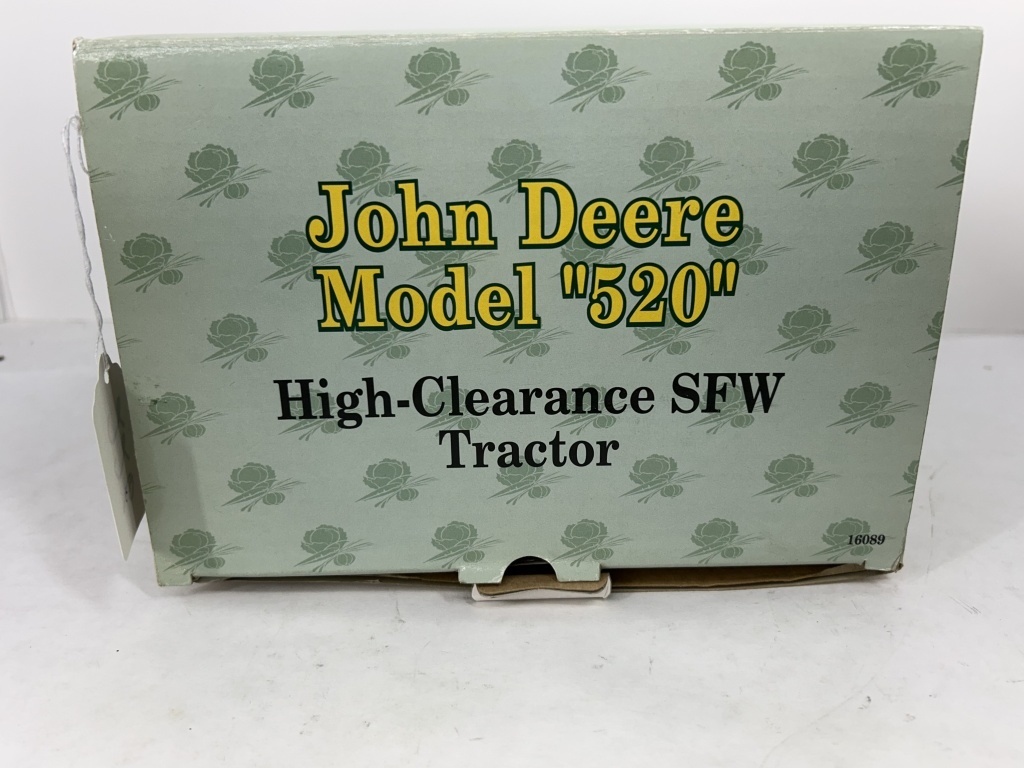 John Deere
Model "520"
High-Clearance SFW
Tractor
16089